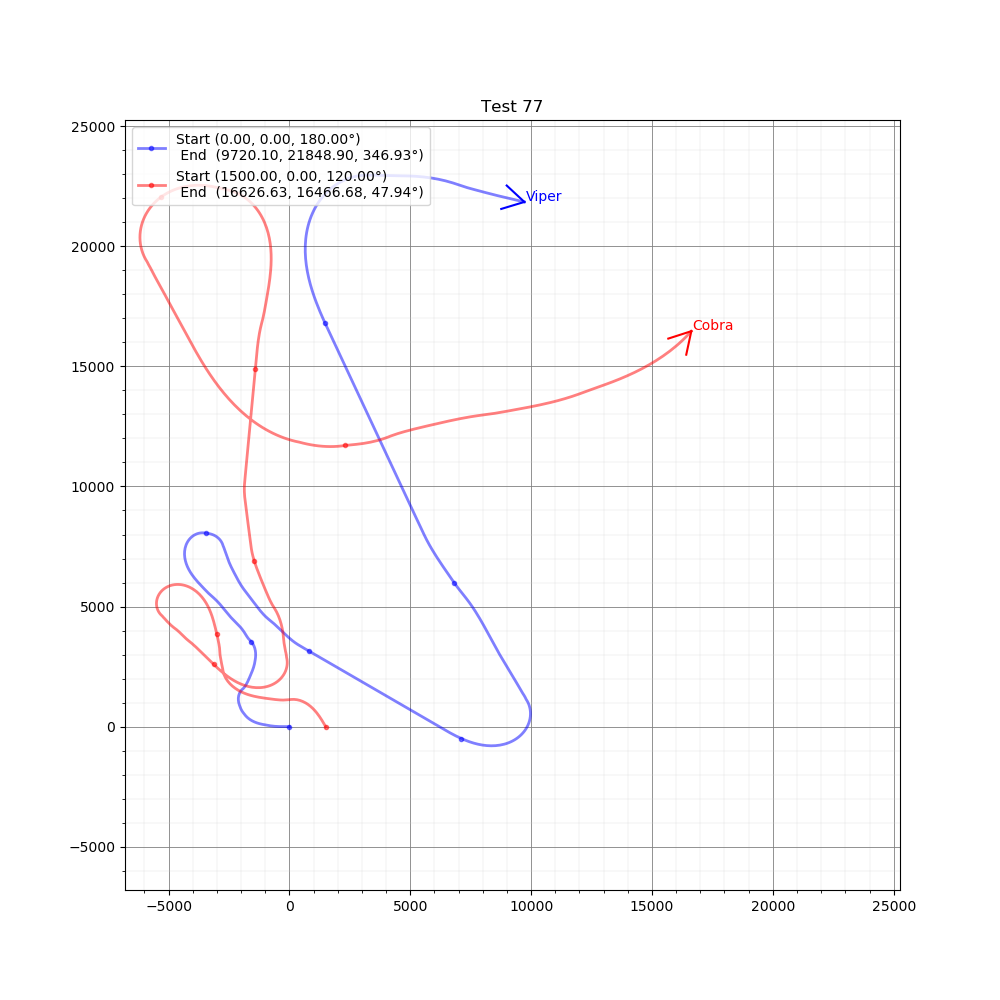 Test 77
Start (0.00, 0.00, 180.00°)
End (9720.10, 21848.90, 346.93°)
Start (1500.00, 0.00, 120.00°)
End (16626.63, 16466.68, 47.94°)
Viper
Cobra
25000
20000
15000
10000
5000
0
−5000
−5000
0
5000
10000
15000
20000
25000